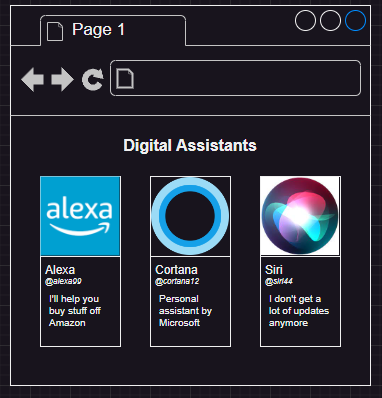 Page 1
Digital Assistants
alexa
Alexa
@alexa99
I'll help you
buy stuff off
Amazon
Cortana
@cortana12
Personal
assistant by
Microsoft
Siri
@siri44
I don't get a
lot of updates
anymore